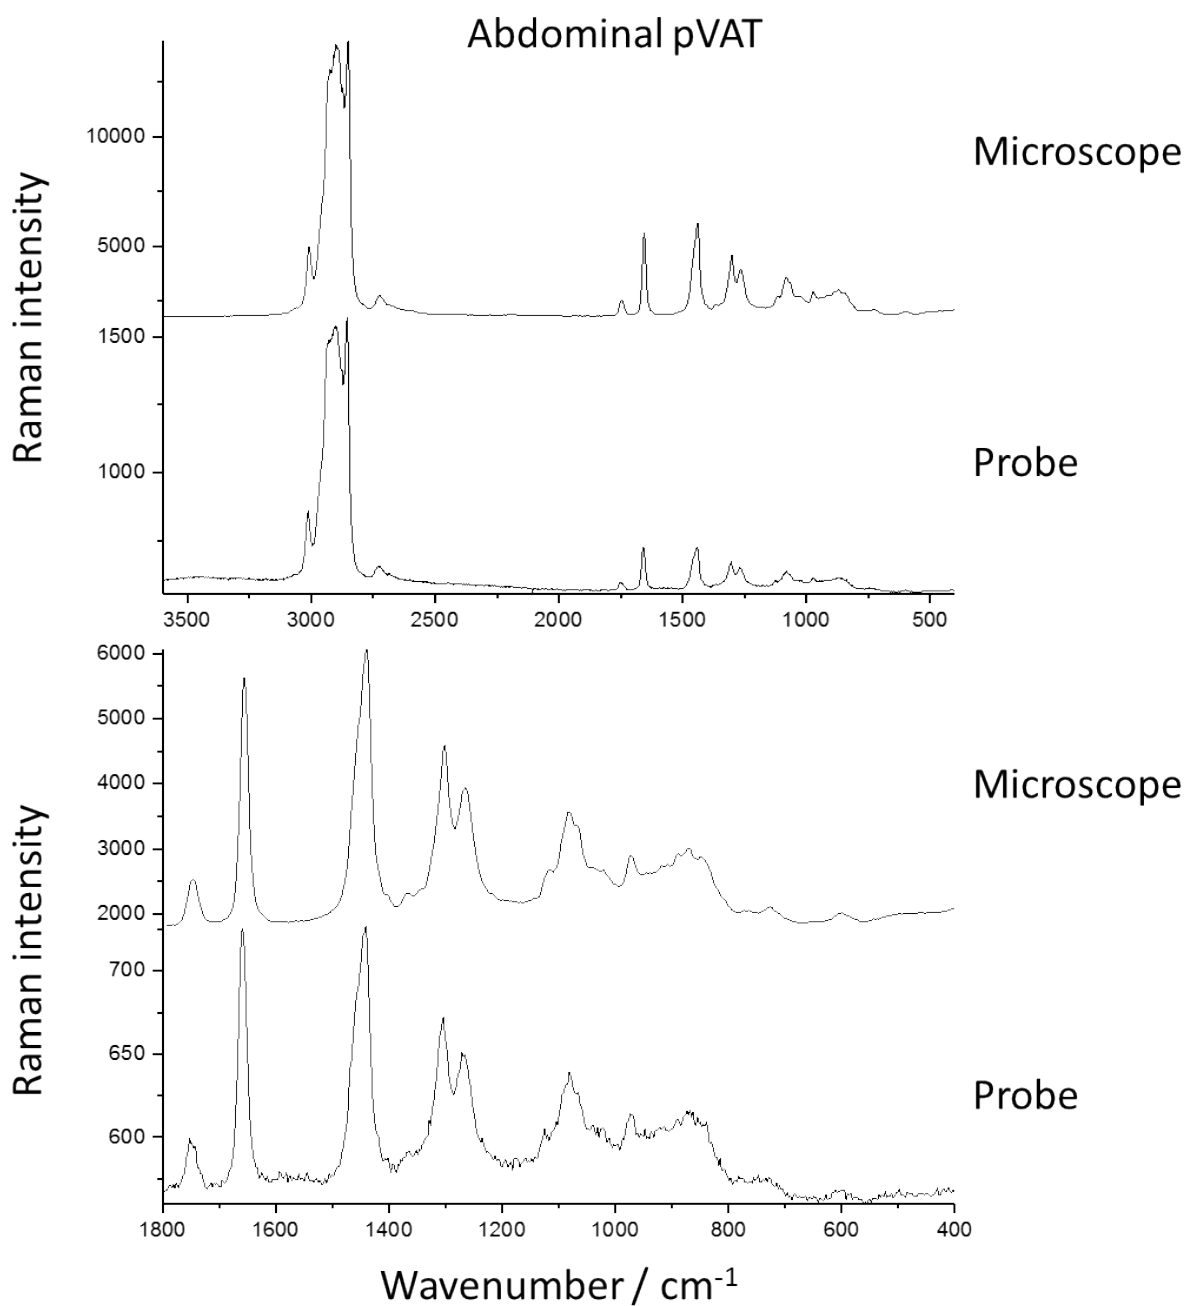 Abdominal pVAT
Raman intensity
10000
5000
Microscope
1500
1000
Probe
3500 3000 2500 2000 1500 1000 500
Raman intensity
6000
5000
4000
3000
2000
Microscope
700
650
600
Probe
1800 1600 1400 1200 1000 800 600 400
Wavenumber / cm⁻¹